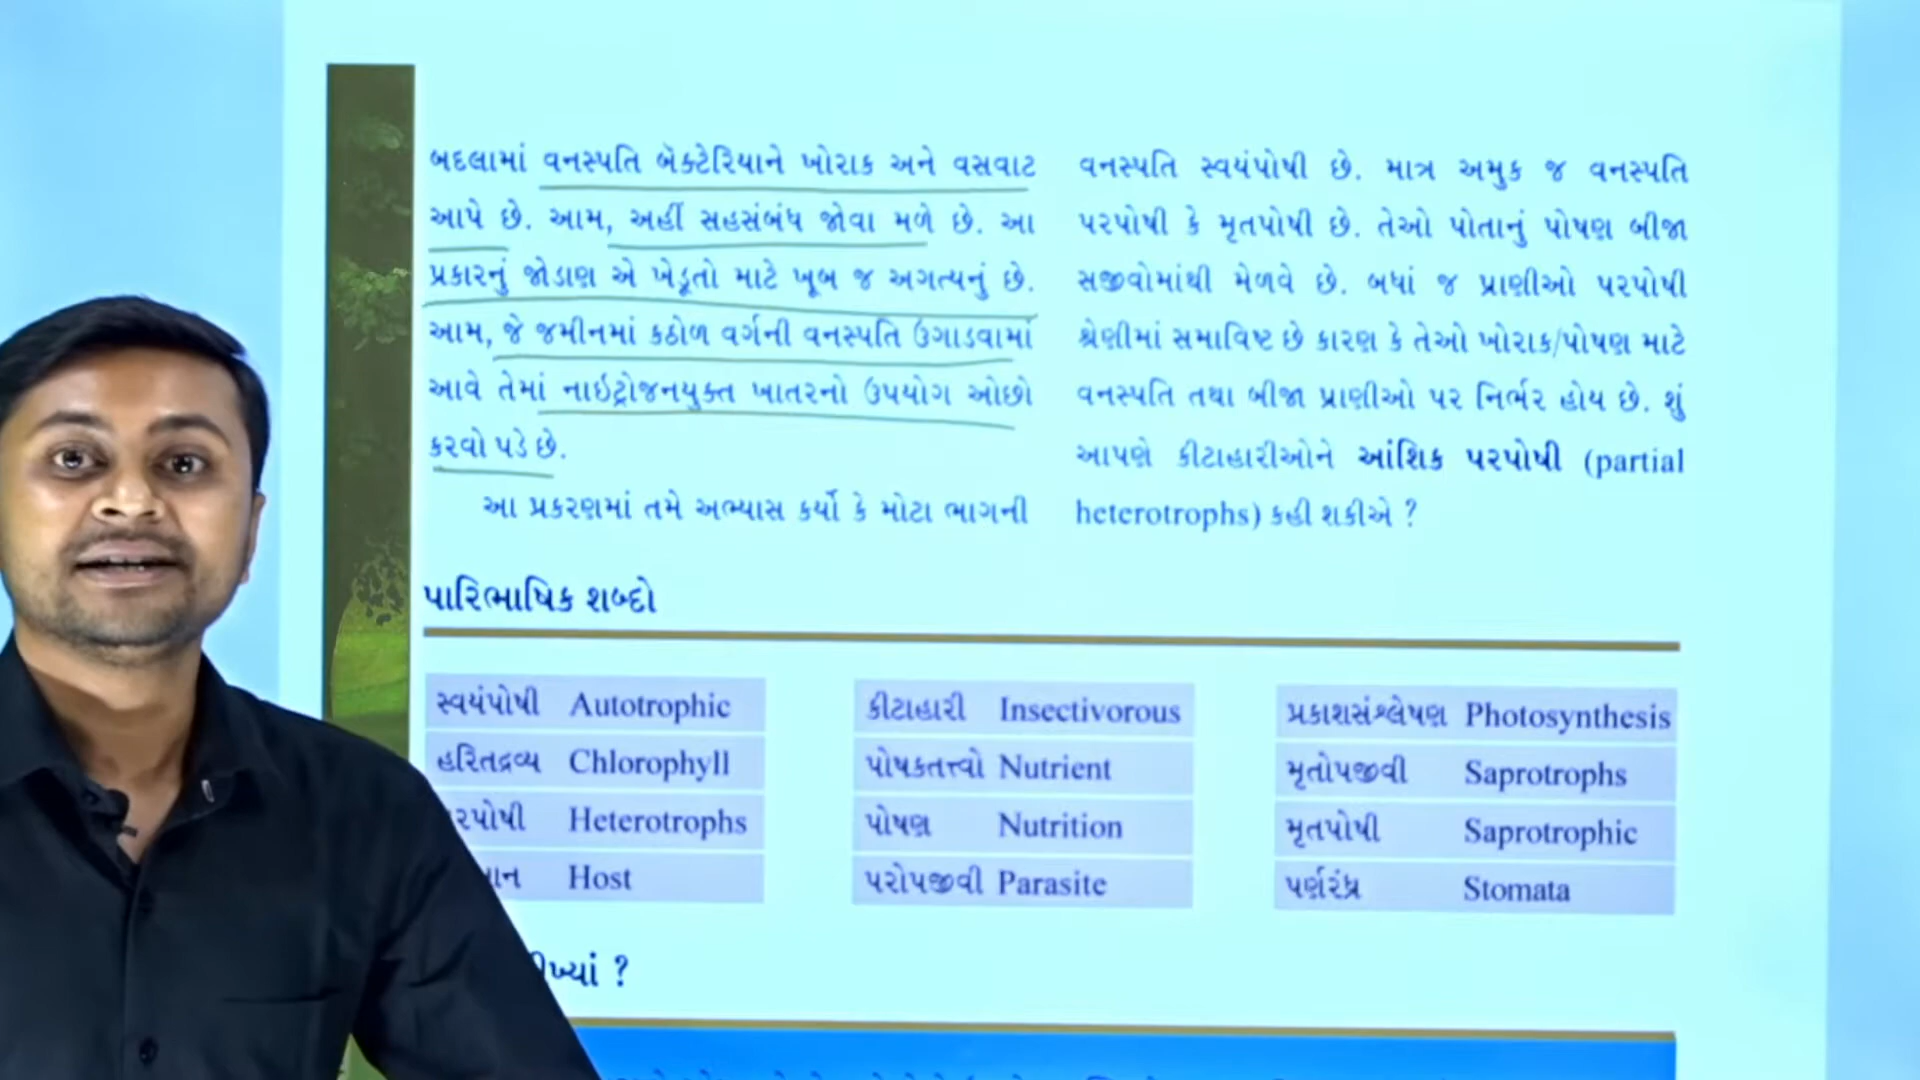 બદલામાં વનસ્પતિ બૅક્ટેરિયાને ખોરાક અને વસવાટ
આપે છે. આમ, અહીં સહસંબંધ જોવા મળે છે. આ
પ્રકારનું જોડાણ એ ખેડૂતો માટે ખૂબ જ અગત્યનું છે.
આમ, જે જમીનમાં કઠોળ વર્ગની વનસ્પતિ ઉગાડવામાં
આવે તેમાં નાઇટ્રોજનયુક્ત ખાતરનો ઉપયોગ ઓછો
કરવો પડે છે.
આ પ્રકરણમાં તમે અભ્યાસ કર્યો કે મોટા ભાગની
વનસ્પતિ સ્વયંપોષી છે. માત્ર અમુક જ વનસ્પતિ
પરપોષી કે મૃતપોષી છે. તેઓ પોતાનું પોષણ બીજા
સજીવોમાંથી મેળવે છે. બધાં જ પ્રાણીઓ પરપોષી
શ્રેણીમાં સમાવિષ્ટ છે કારણ કે તેઓ ખોરાક/પોષણ માટે
વનસ્પતિ તથા બીજા પ્રાણીઓ પર નિર્ભર હોય છે. શું
આપણે કીટાહારીઓને આંશિક પરપોષી (partial
heterotrophs) કહી શકીએ ?
પારિભાષિક શબ્દો
સ્વયંપોષી Autotrophic
હરિતદ્રવ્ય Chlorophyll
Heterotrophs
Host
કીટાહારી Insectivorous
પોષકતત્ત્વો Nutrient
પોષણ Nutrition
પરોપજીવી Parasite
પ્રકાશસંશ્લેષણ Photosynthesis
મૃતોપજીવી Saprotrophs
મૃતપોષી Saprotrophic
પર્ણરંધ્ર Stomata